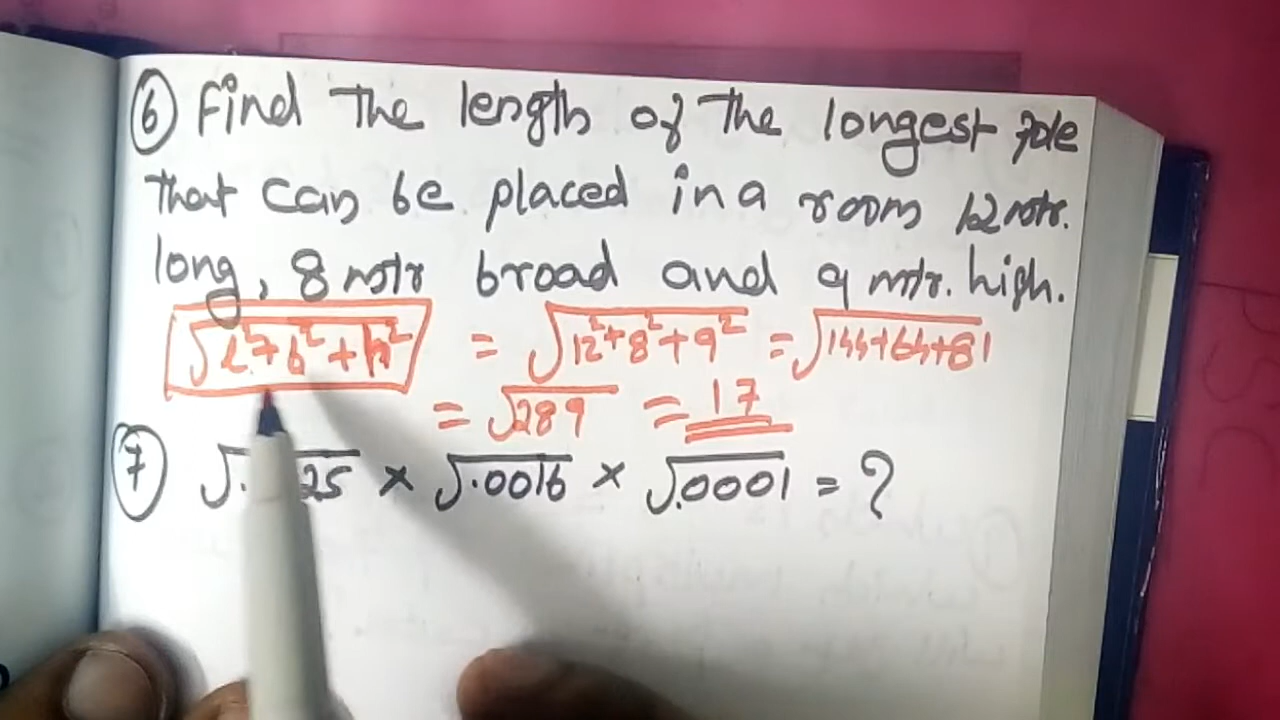 6 Find the length of the longest pole
that can be placed in a room 12 mtr.
long, 8 mtr broad and 9 mtr. high.
√l²+b²+h² = √12²+8²+9² = √144+64+81
= √289 = 17
7 √. 25 × √.0016 × √.0001 = ?